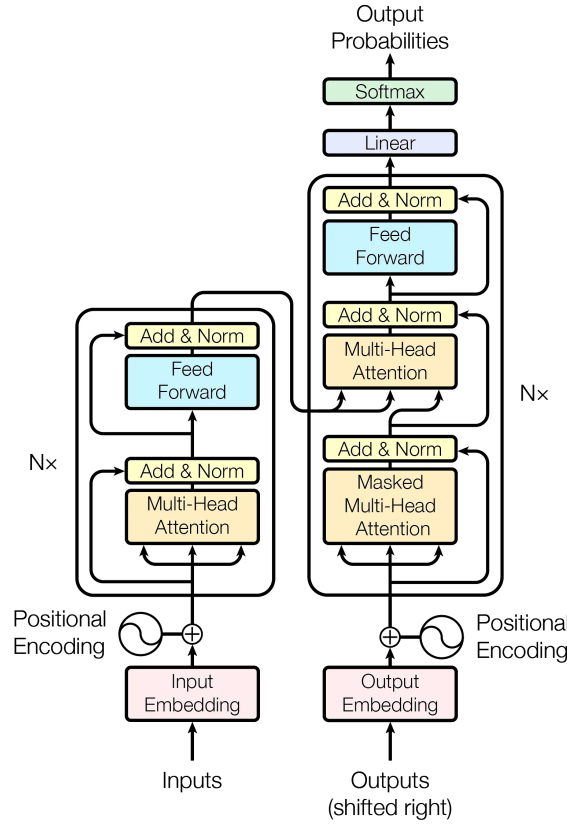 Output
Probabilities
Softmax
Linear
Add & Norm
Feed
Forward
Add & Norm
Multi-Head
Attention
Add & Norm
Masked
Multi-Head
Attention
N×
Add & Norm
Feed
Forward
Add & Norm
Multi-Head
Attention
N×
Positional
Encoding
Positional
Encoding
Input
Embedding
Output
Embedding
Inputs
Outputs
(shifted right)